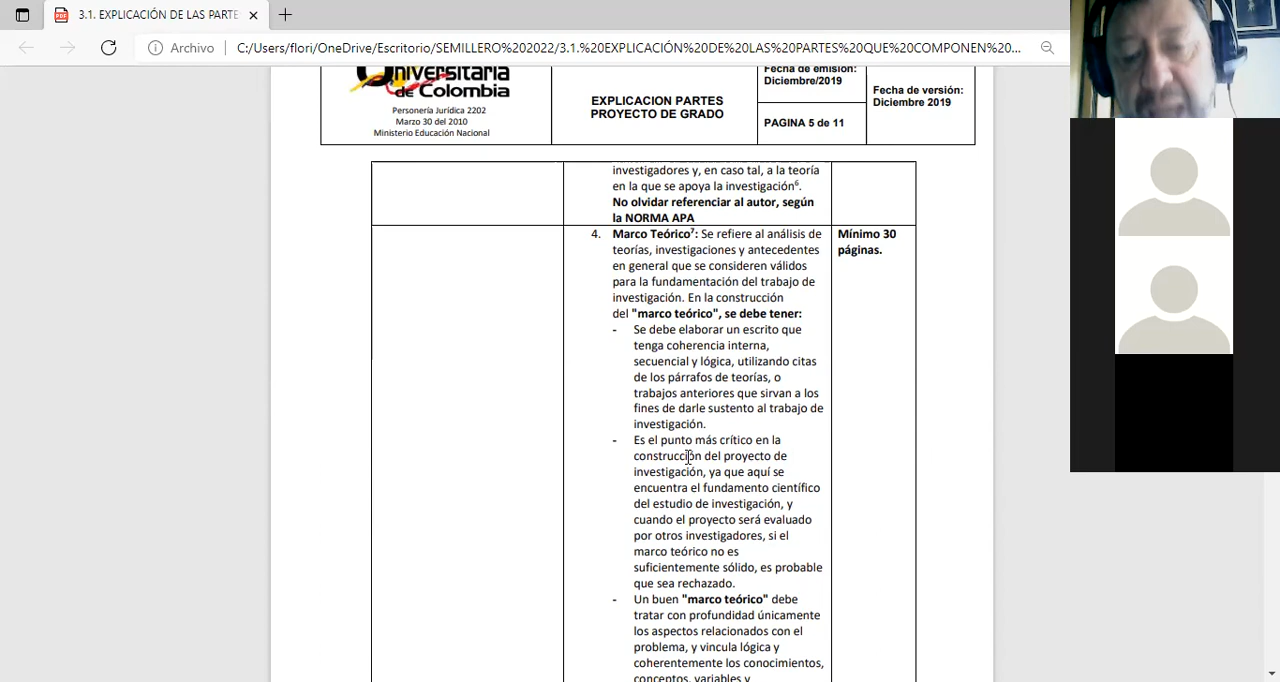 3.1. EXPLICACIÓN DE LAS PARTE
Archivo
C:/Users/flori/OneDrive/Escritorio/SEMILLERO%202022/3.1.%20EXPLICACIÓN%20DE%20LAS%20PARTES%20QUE%20COMPONEN%20...
Universitaria
de Colombia
Personería Jurídica 2202
Marzo 30 del 2010
Ministerio Educación Nacional
EXPLICACION PARTES
PROYECTO DE GRADO
Fecha de emisión:
Diciembre/2019
PAGINA 5 de 11
Fecha de versión:
Diciembre 2019
investigadores y, en caso tal, a la teoría
en la que se apoya la investigación⁶.
No olvidar referenciar al autor, según
la NORMA APA
4. Marco Teórico⁷: Se refiere al análisis de
teorías, investigaciones y antecedentes
en general que se consideren válidos
para la fundamentación del trabajo de
investigación. En la construcción
del "marco teórico", se debe tener:
- Se debe elaborar un escrito que
tenga coherencia interna,
secuencial y lógica, utilizando citas
de los párrafos de teorías, o
trabajos anteriores que sirvan a los
fines de darle sustento al trabajo de
investigación.
- Es el punto más crítico en la
construcción del proyecto de
investigación, ya que aquí se
encuentra el fundamento científico
del estudio de investigación, y
cuando el proyecto será evaluado
por otros investigadores, si el
marco teórico no es
suficientemente sólido, es probable
que sea rechazado.
- Un buen "marco teórico" debe
tratar con profundidad únicamente
los aspectos relacionados con el
problema, y vincula lógica y
coherentemente los conocimientos,
conceptos, variables y
Mínimo 30
páginas.